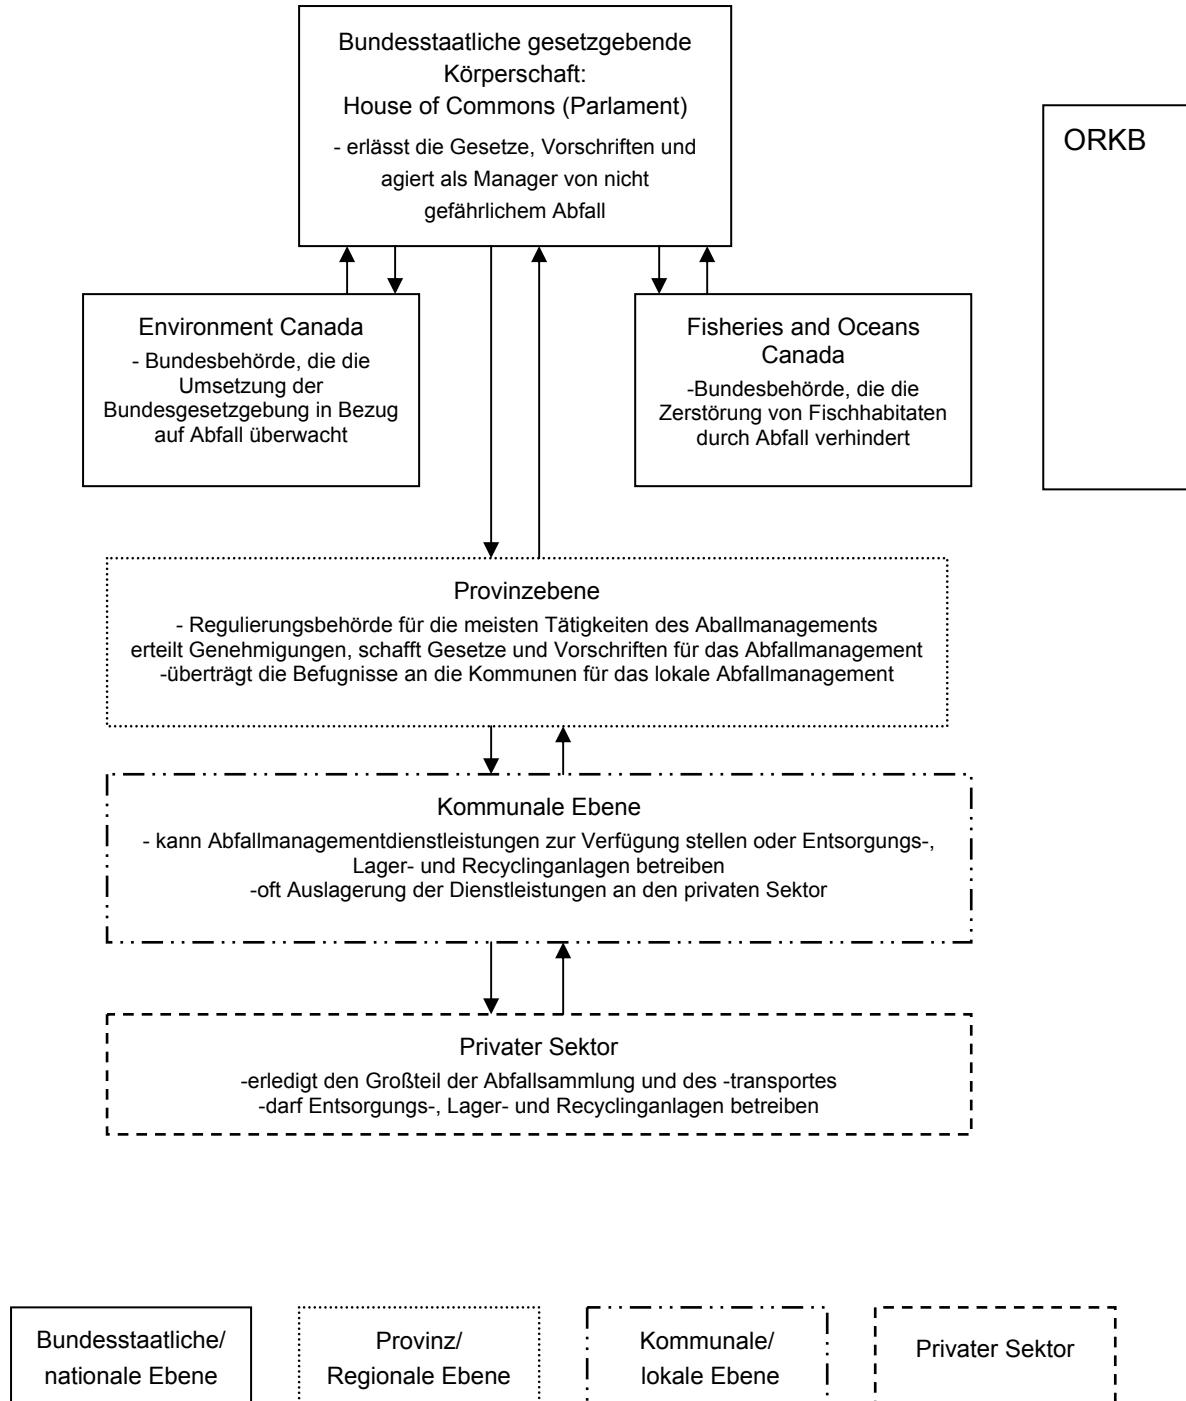 Bundesstaatliche gesetzgebende
Körperschaft:
House of Commons (Parlament)
- erlässt die Gesetze, Vorschriften und
agiert als Manager von nicht
gefährlichem Abfall
ORKB
Environment Canada
- Bundesbehörde, die die
Umsetzung der
Bundesgesetzgebung in Bezug
auf Abfall überwacht
Fisheries and Oceans
Canada
-Bundesbehörde, die die
Zerstörung von Fischhabitaten
durch Abfall verhindert
Provinzebene
- Regulierungsbehörde für die meisten Tätigkeiten des Aballmanagements
erteilt Genehmigungen, schafft Gesetze und Vorschriften für das Abfallmanagement
-überträgt die Befugnisse an die Kommunen für das lokale Abfallmanagement
Kommunale Ebene
- kann Abfallmanagementdienstleistungen zur Verfügung stellen oder Entsorgungs-,
Lager- und Recyclinganlagen betreiben
-oft Auslagerung der Dienstleistungen an den privaten Sektor
Privater Sektor
-erledigt den Großteil der Abfallsammlung und des -transportes
-darf Entsorgungs-, Lager- und Recyclinganlagen betreiben
Bundesstaatliche/
nationale Ebene
Provinz/
Regionale Ebene
Kommunale/
lokale Ebene
Privater Sektor